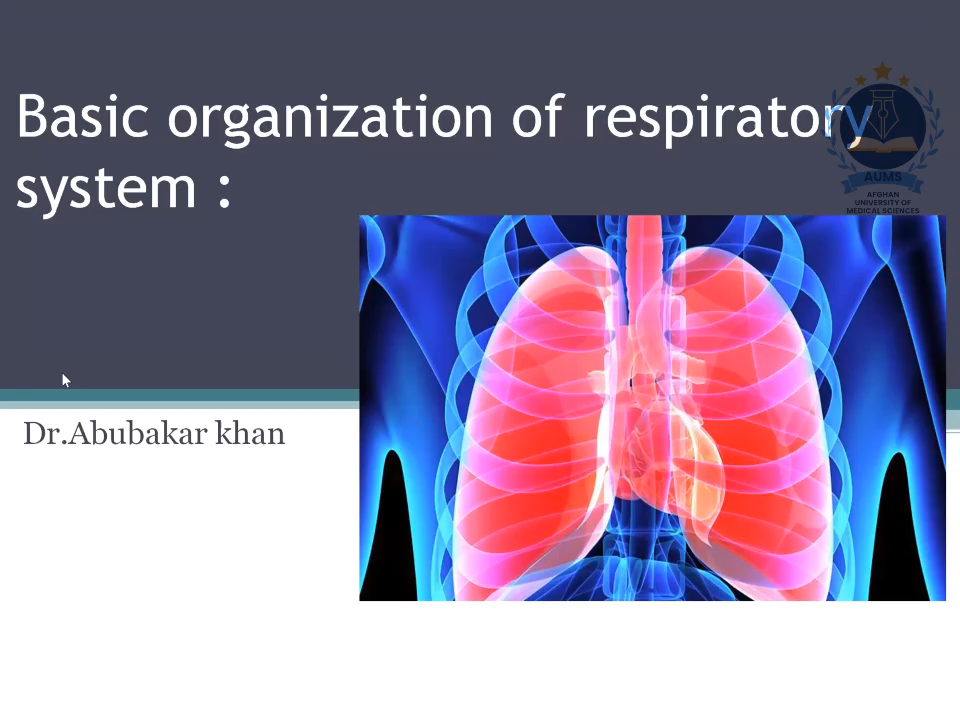 Basic organization of respiratory
system :
AUMS
AFGHAN
UNIVERSITY OF
MEDICAL SCIENCES
Dr.Abubakar khan